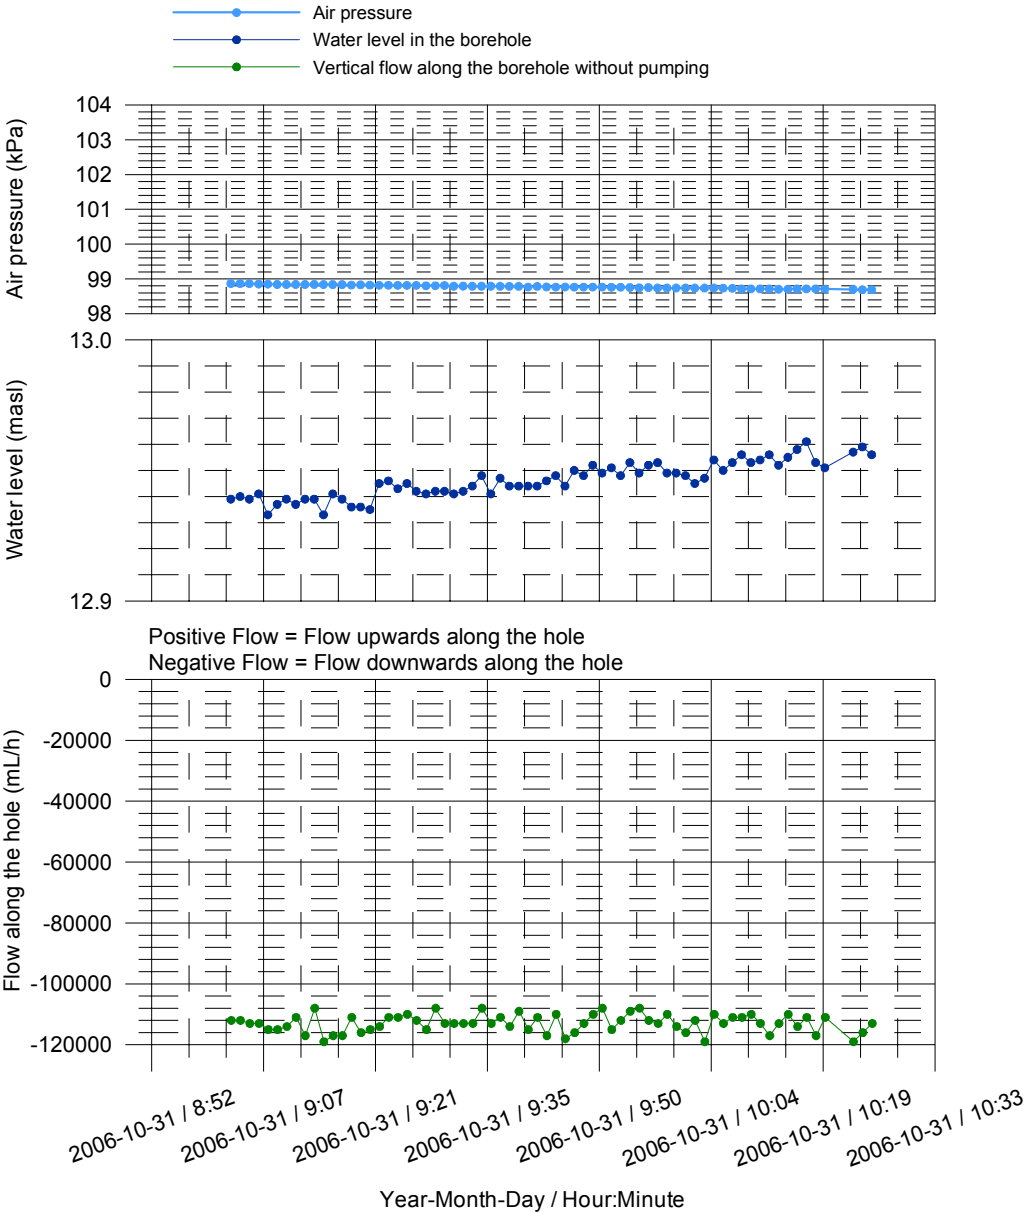 Air pressure
Water level in the borehole
Vertical flow along the borehole without pumping
Air pressure (kPa)
104
103
102
101
100
99
98
Water level (masl)
13.0
12.9
Positive Flow = Flow upwards along the hole
Negative Flow = Flow downwards along the hole
Flow along the hole (mL/h)
0
-20000
-40000
-60000
-80000
-100000
-120000
2006-10-31 / 8:52
2006-10-31 / 9:07
2006-10-31 / 9:21
2006-10-31 / 9:35
2006-10-31 / 9:50
2006-10-31 / 10:04
2006-10-31 / 10:19
2006-10-31 / 10:33
Year-Month-Day / Hour:Minute